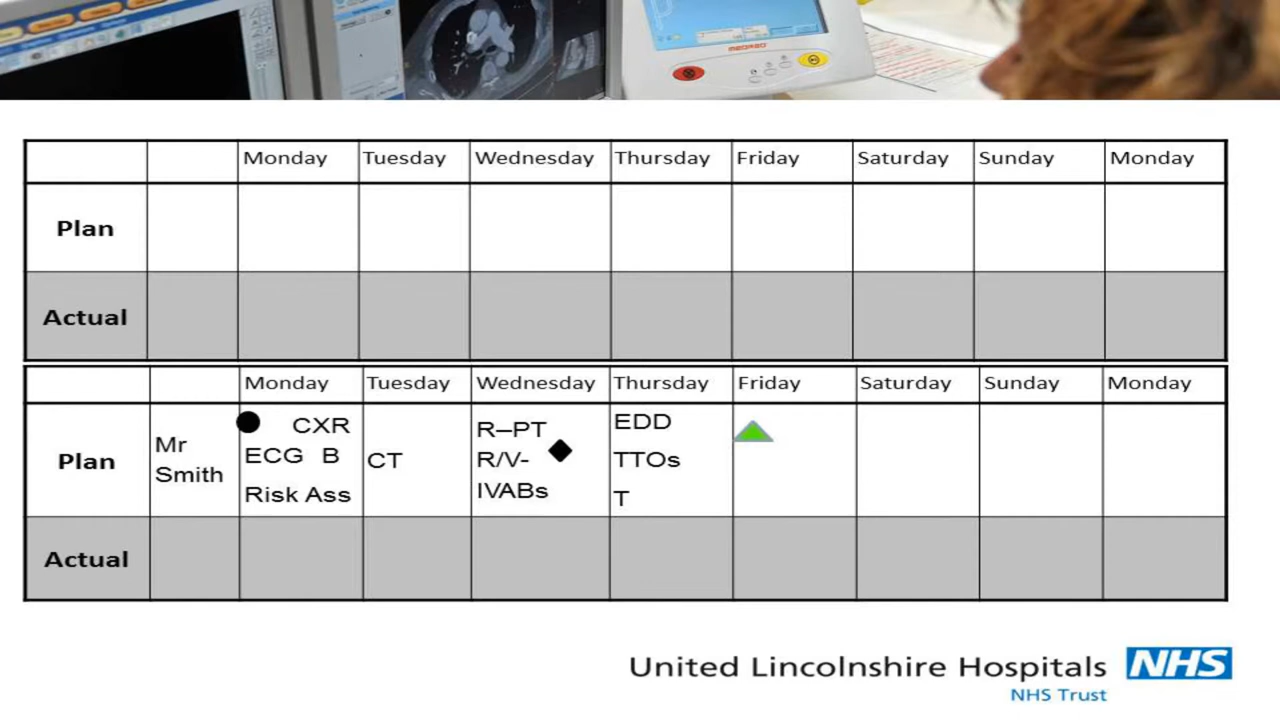 MEDRAD
Monday Tuesday Wednesday Thursday Friday Saturday Sunday Monday
Plan
Actual
Monday Tuesday Wednesday Thursday Friday Saturday Sunday Monday
Plan
Mr
Smith
CXR
ECG B
Risk Ass
CT
R–PT
R/V-
IVABs
EDD
TTOs
T
Actual
United Lincolnshire Hospitals NHS
NHS Trust